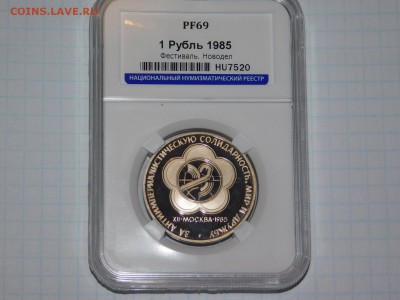 COINS.LAVE.RU
PF69
1 Рубль 1985
Фестиваль. Новодел
HU7520
НАЦИОНАЛЬНЫЙ НУМИЗМАТИЧЕСКИЙ РЕЕСТР
ЗА АНТИИМПЕРИАЛИСТИЧЕСКУЮ СОЛИДАРНОСТЬ, МИР И ДРУЖБУ
XII·МОСКВА·1985